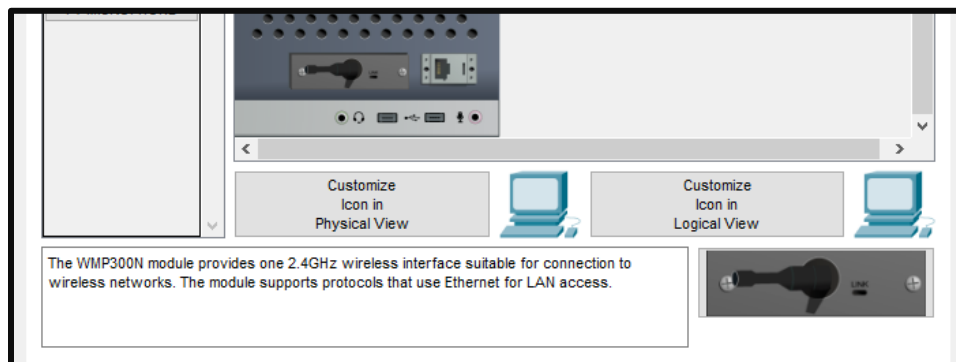 Customize
Icon in
Physical View
Customize
Icon in
Logical View
The WMP300N module provides one 2.4GHz wireless interface suitable for connection to
wireless networks. The module supports protocols that use Ethernet for LAN access.
LINK